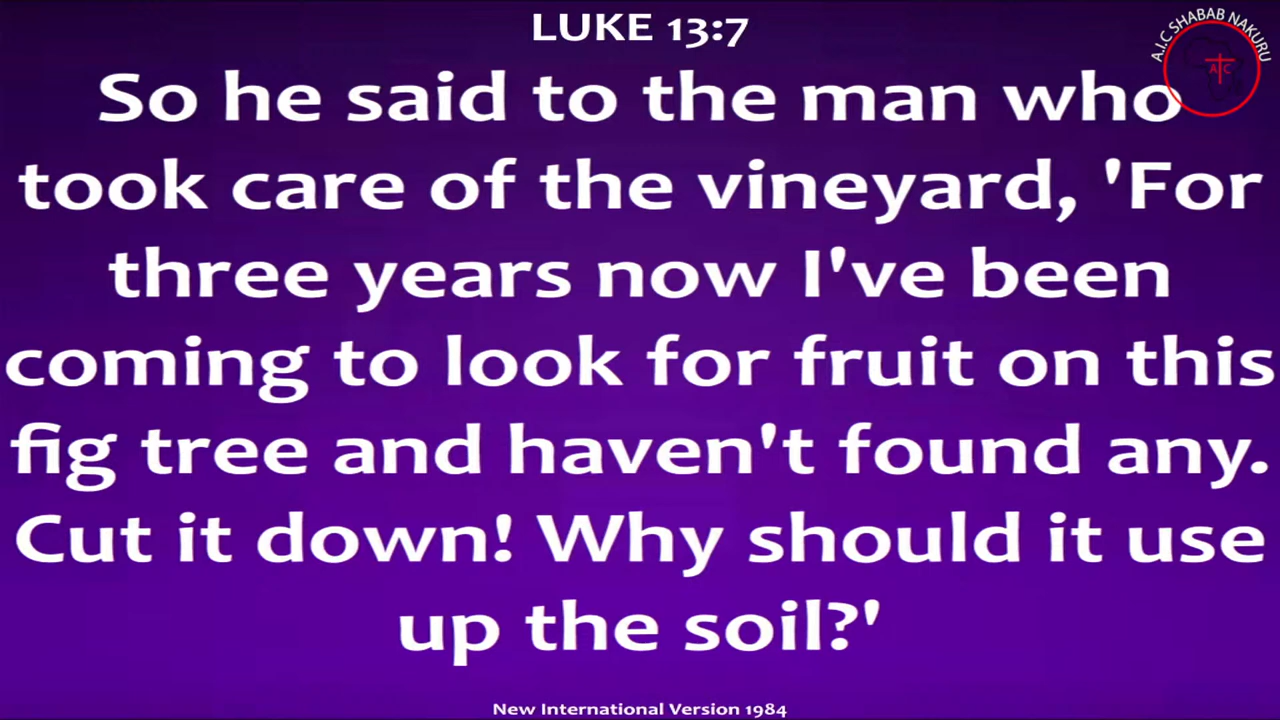 LUKE 13:7
A.I.C SHABAB NAKURU
AIC
So he said to the man who
took care of the vineyard, 'For
three years now I've been
coming to look for fruit on this
fig tree and haven't found any.
Cut it down! Why should it use
up the soil?'
New International Version 1984